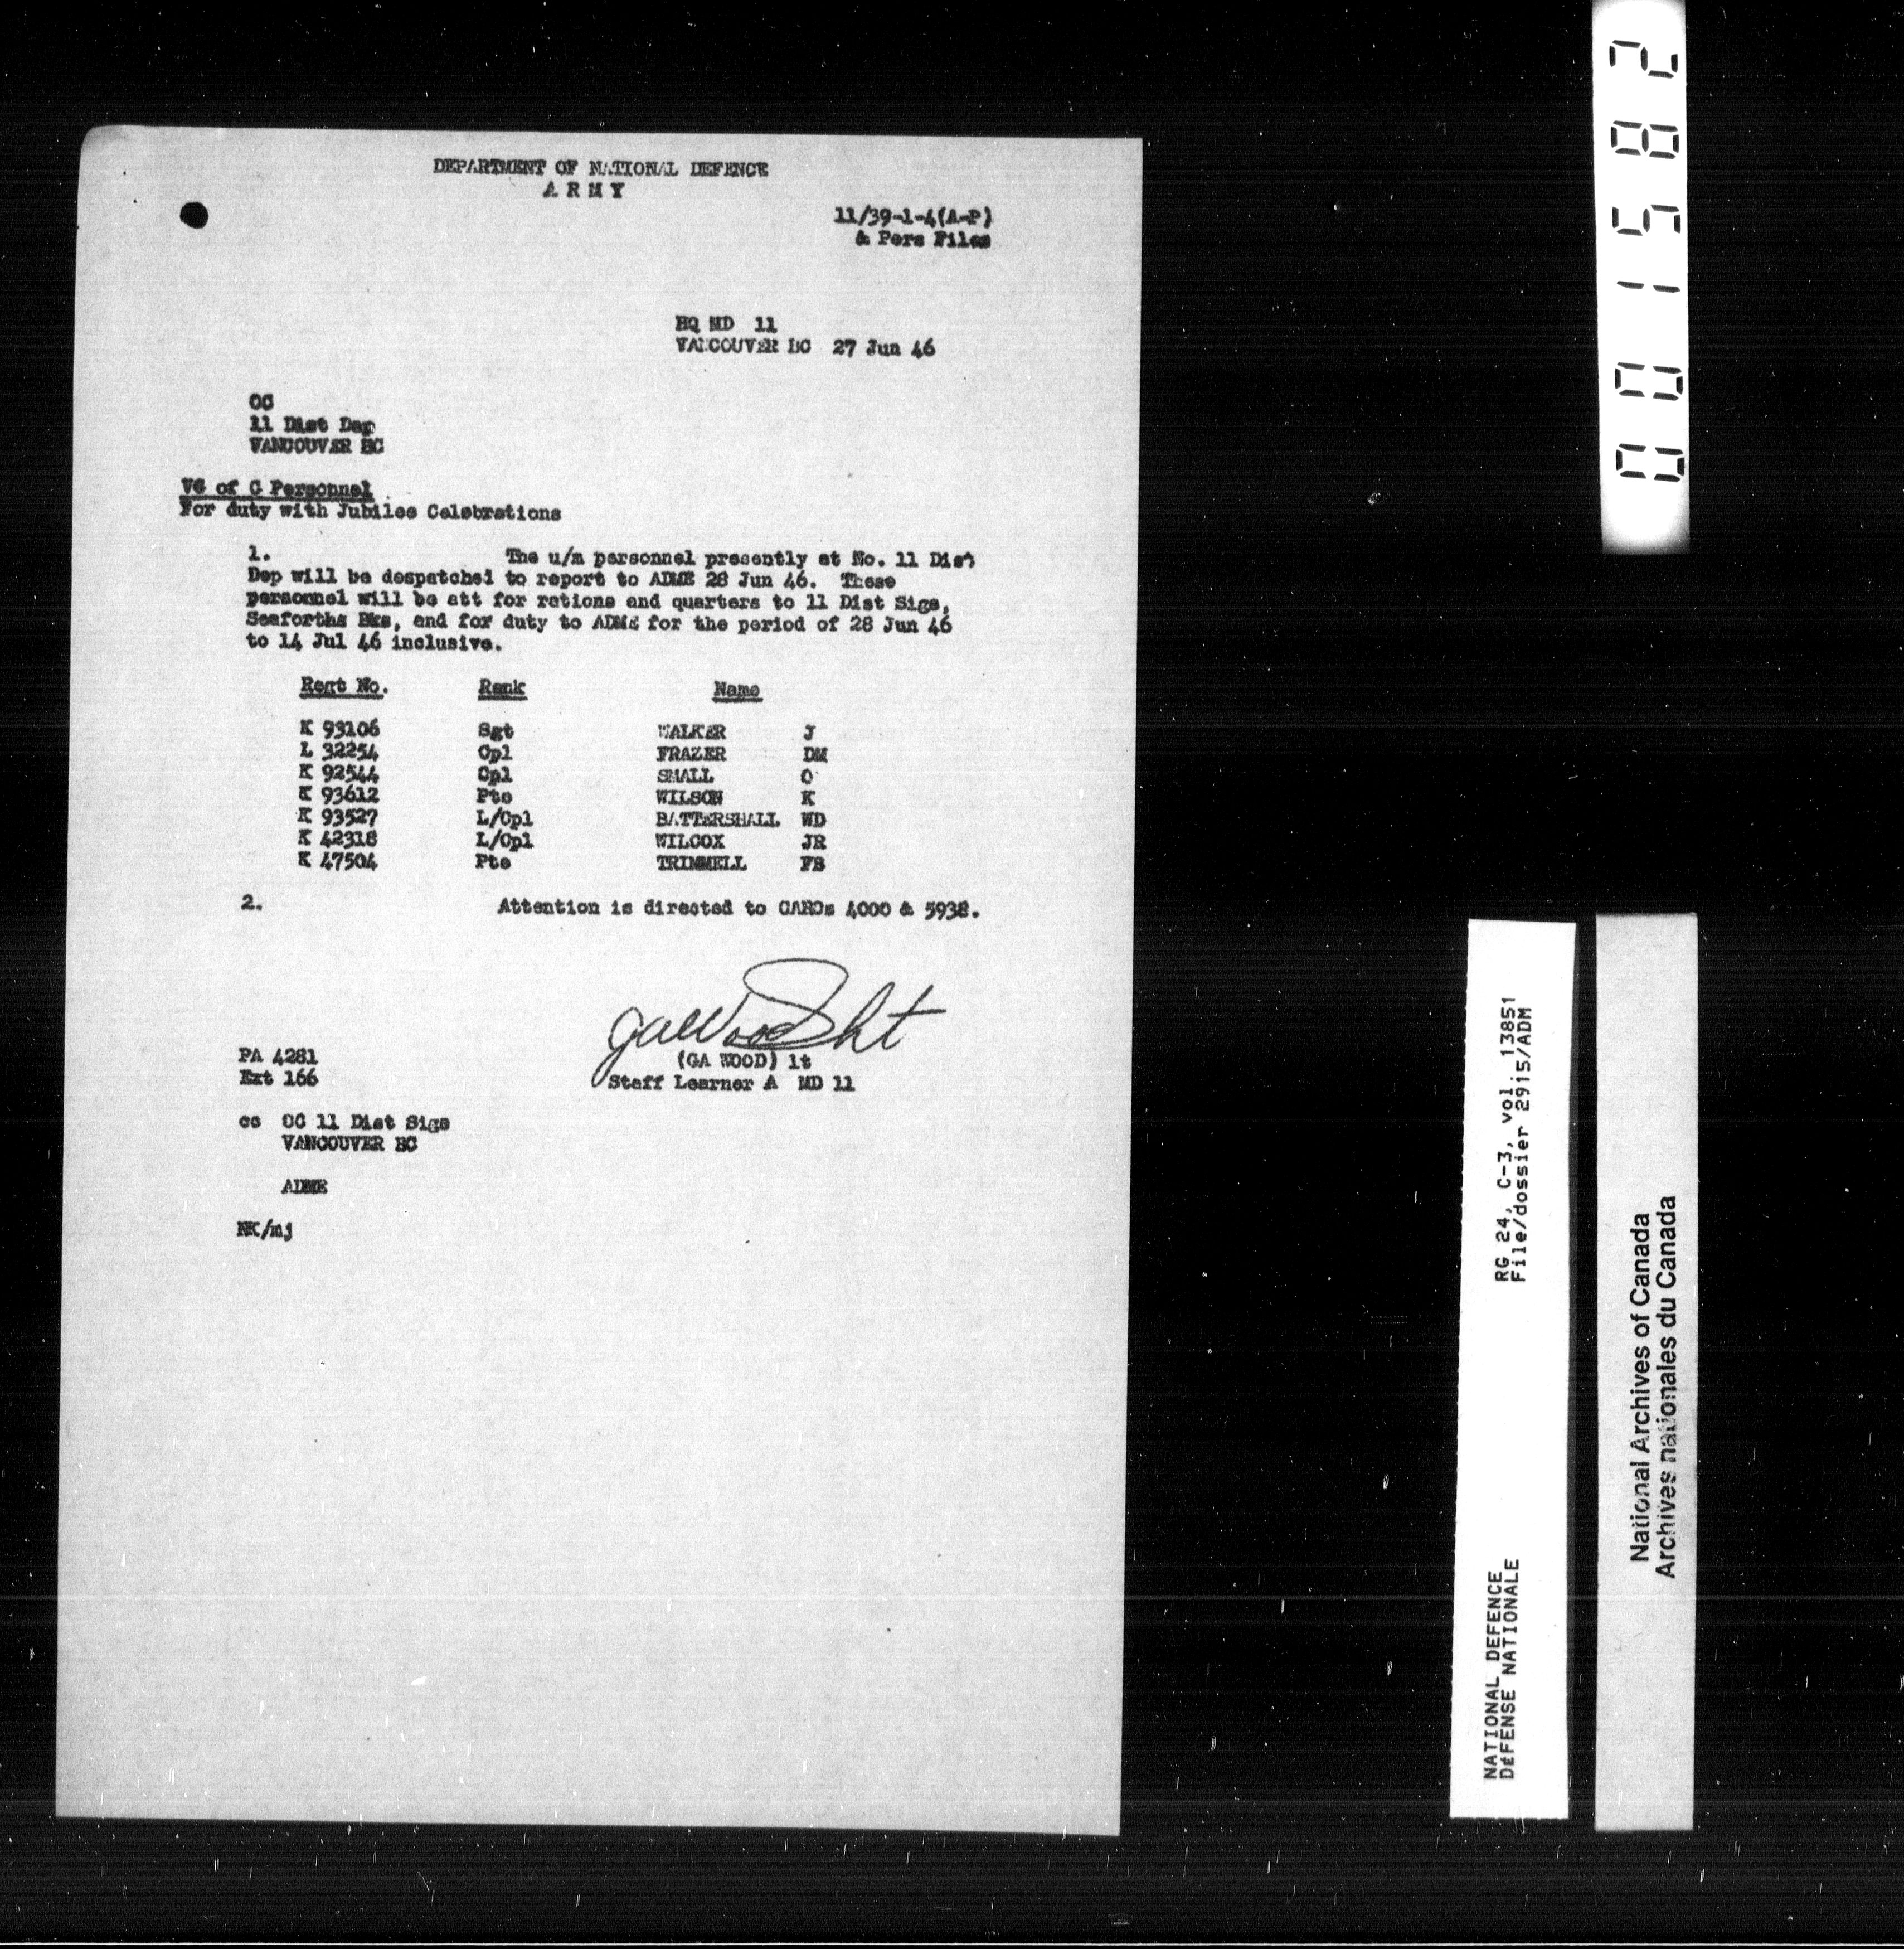 DEPARTMENT OF NATIONAL DEFENCE
A R M Y
11/39-1-4(A-P)
& Pers Files
HQ MD 11
VANCOUVER BC 27 Jun 46
OC
11 Dist Dep
VANCOUVER BC
VG of C Personnel
For duty with Jubilee Celebrations
1. The u/m personnel presently at No. 11 Dist
Dep will be despatched to report to ADME 28 Jun 46. These
personnel will be att for rations and quarters to 11 Dist Sigs,
Seaforths Bks, and for duty to ADME for the period of 28 Jun 46
to 14 Jul 46 inclusive.
Regt No. Rank Name
K 93106 Sgt WALKER J
L 32254 Cpl FRAZER DM
K 92544 Cpl SMALL O
K 93612 Pte WILSON K
K 93527 L/Cpl BATTERSHALL WD
K 42318 L/Cpl WILCOX JR
K 47504 Pte TRIMMELL FB
2. Attention is directed to CAROs 4000 & 5938.
GA Wood Lt
(GA WOOD) lt
Staff Learner A MD 11
PA 4281
Ext 166
cc OC 11 Dist Sigs
VANCOUVER BC
ADME
NK/mj
001582
RG 24, C-3, vol. 13851
File/dossier 2915/ADM
NATIONAL DEFENCE
DÉFENSE NATIONALE
National Archives of Canada
Archives nationales du Canada